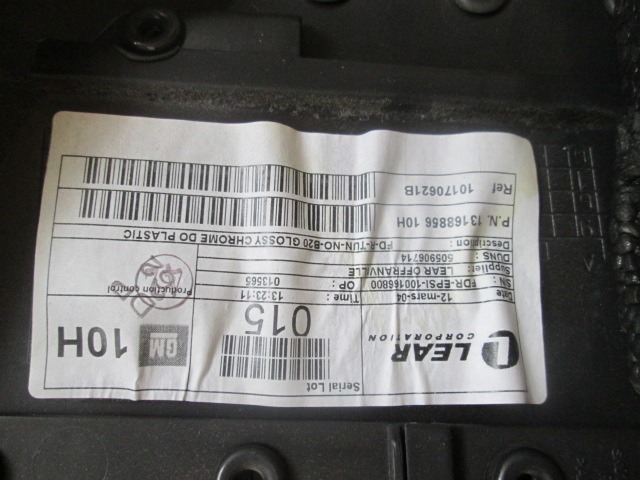 LEAR
CORPORATION
Serial Lot
015
GM
10H
Date : 12-mars-04 Time : 13:23:11
SN : FDR-EPSI-100166800 OP : 013565
Supplier: LEAR OFFRANVILLE
DUNS : 505906714
Description : FD-R-TUN-NO-B20 GLOSSY CHROME DO PLASTIC
Production control
P.N. 13168856 10H
Ref 10170621B